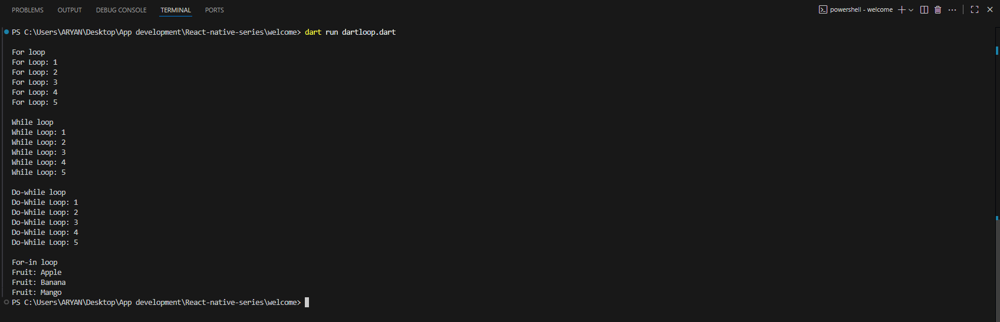 PROBLEMS OUTPUT DEBUG CONSOLE TERMINAL PORTS powershell - welcome
PS C:\Users\ARYAN\Desktop\App development\React-native-series\welcome> dart run dartloop.dart
For loop
For Loop: 1
For Loop: 2
For Loop: 3
For Loop: 4
For Loop: 5
While loop
While Loop: 1
While Loop: 2
While Loop: 3
While Loop: 4
While Loop: 5
Do-while loop
Do-While Loop: 1
Do-While Loop: 2
Do-While Loop: 3
Do-While Loop: 4
Do-While Loop: 5
For-in loop
Fruit: Apple
Fruit: Banana
Fruit: Mango
PS C:\Users\ARYAN\Desktop\App development\React-native-series\welcome>